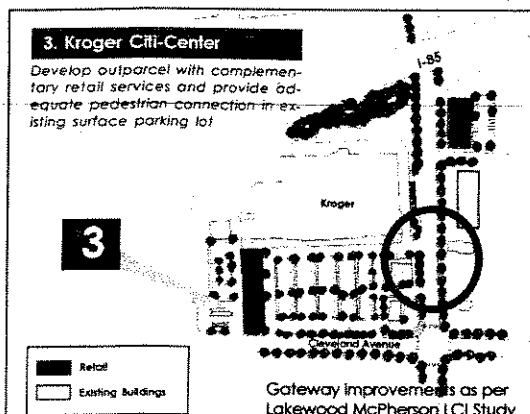 3. Kroger Citi-Center
Develop outparcel with complemen-
tary retail services and provide ad-
equate pedestrian connection in ex-
isting surface parking lot
I-85
Kroger
3
Cleveland Avenue
Retail
Existing Buildings
Gateway improvements as per
Lakewood McPherson LCI Study